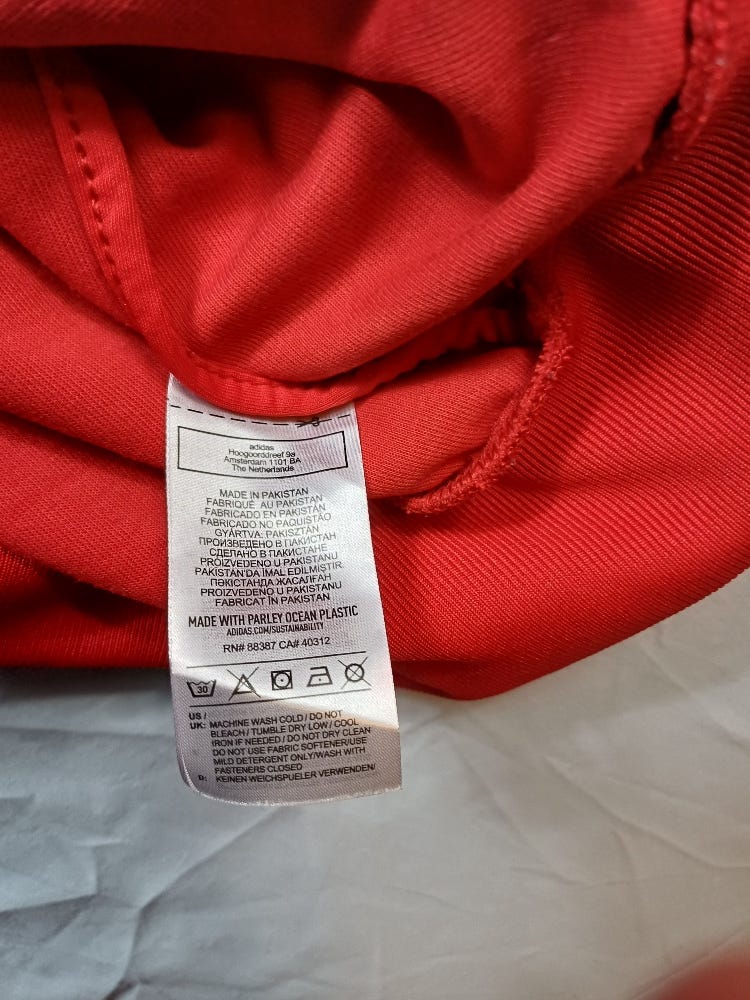 adidas
Hoogoorddreef 9a
Amsterdam 1101 BA
The Netherlands
MADE IN PAKISTAN
FABRIQUÉ AU PAKISTAN
FABRICADO EN PAKISTÁN
FABRICADO NO PAQUISTÃO
GYÁRTVA: PAKISZTÁN
ПРОИЗВЕДЕНО В ПАКИСТАН
СДЕЛАНО В ПАКИСТАНЕ
PROIZVEDENO U PAKISTANU
PAKİSTAN'DA İMAL EDİLMİŞTİR.
ПӘКІСТАНДА ЖАСАЛҒАН
PROIZVEDENO U PAKISTANU
FABRICAT ÎN PAKISTAN
MADE WITH PARLEY OCEAN PLASTIC
ADIDAS.COM/SUSTAINABILITY
RN# 88387 CA# 40312
30
US /
UK: MACHINE WASH COLD / DO NOT
BLEACH / TUMBLE DRY LOW / COOL
IRON IF NEEDED / DO NOT DRY CLEAN
DO NOT USE FABRIC SOFTENER/USE
MILD DETERGENT ONLY/WASH WITH
FASTENERS CLOSED
D: KEINEN WEICHSPUELER VERWENDEN/